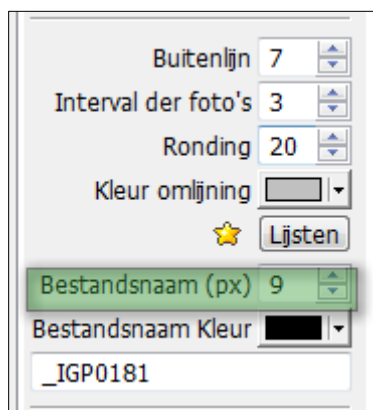 Buitenlijn 7
Interval der foto's 3
Ronding 20
Kleur omlijning
Lijsten
Bestandsnaam (px) 9
Bestandsnaam Kleur
_IGP0181